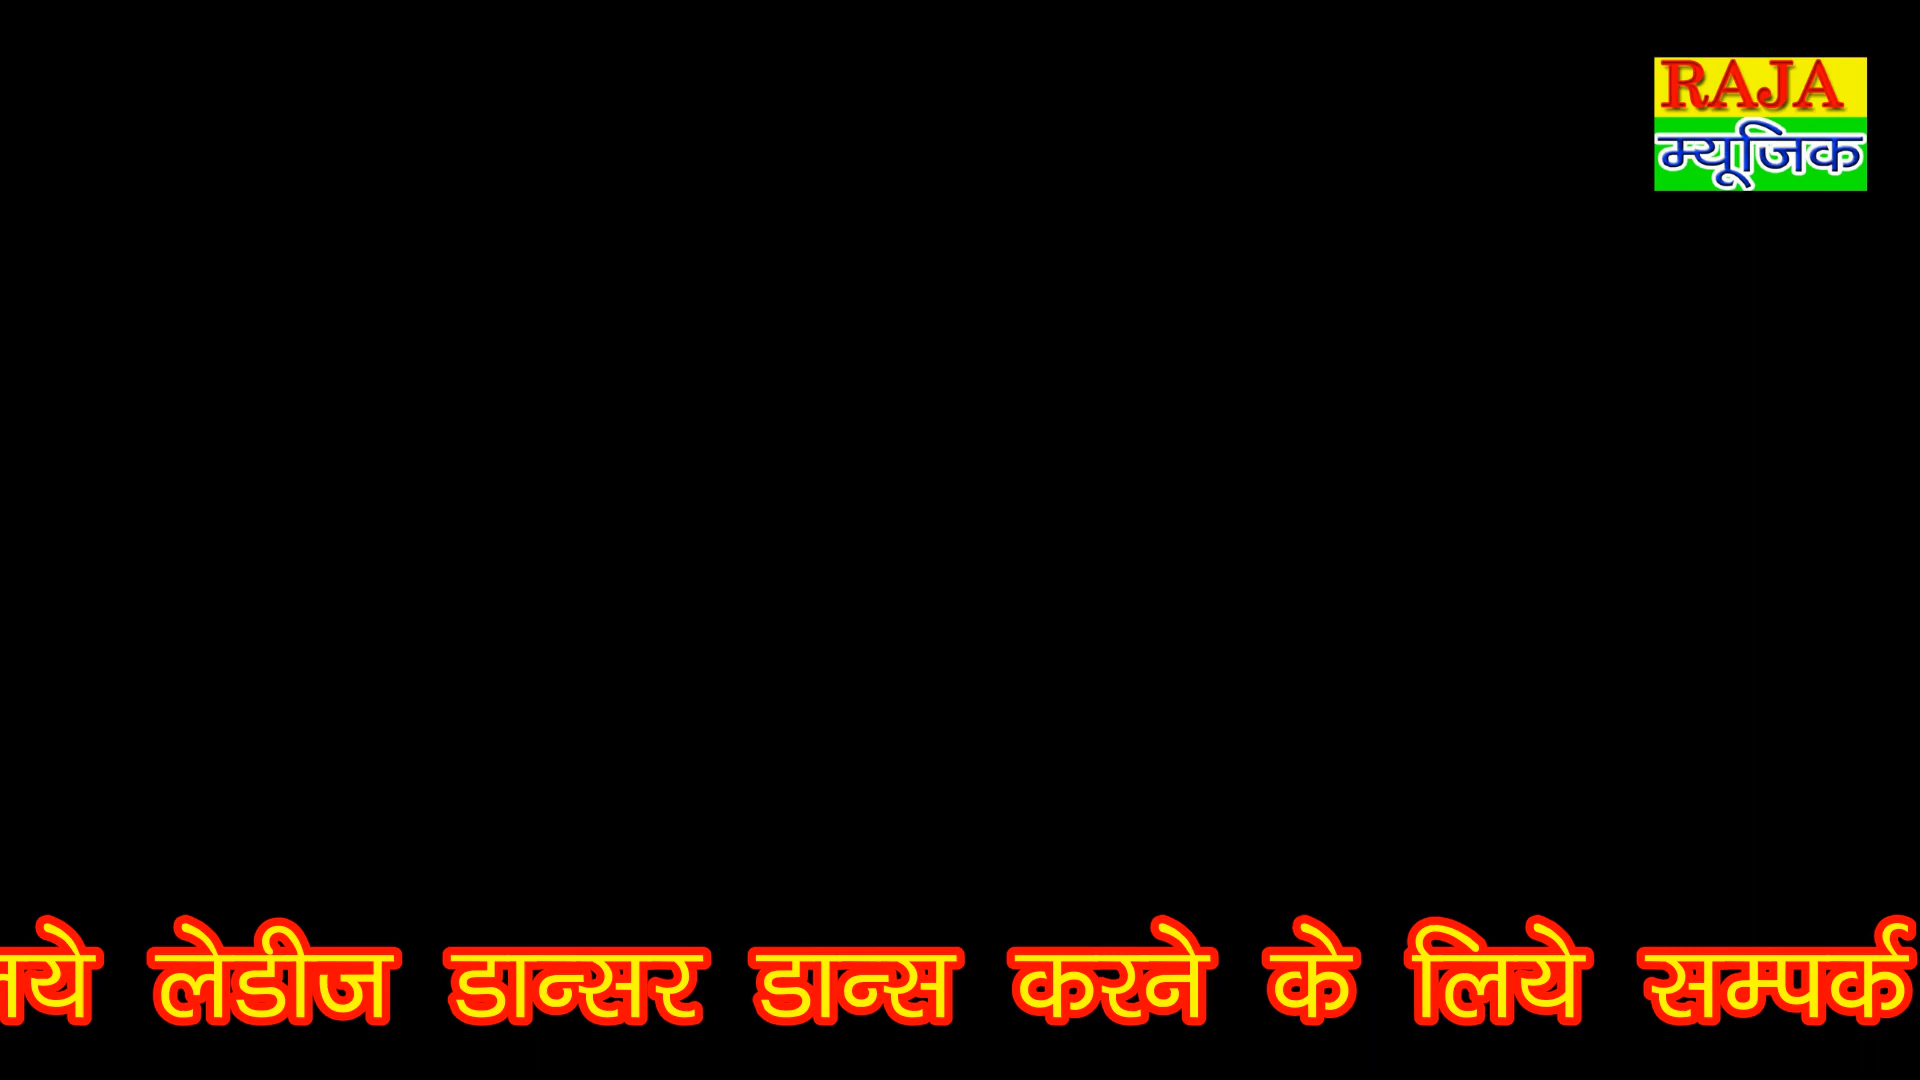 RAJA
म्यूजिक
लेडीज डान्सर डान्स करने के लिये सम्पर्क